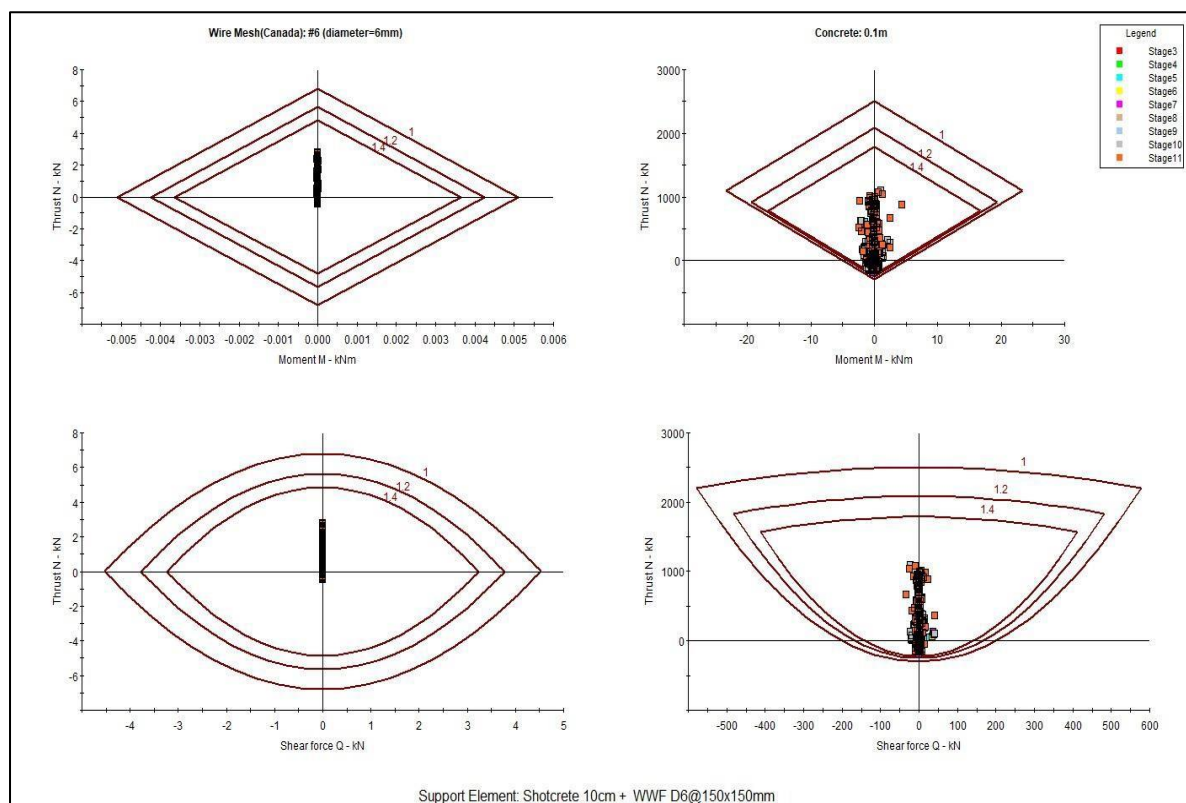 Wire Mesh(Canada): #6 (diameter=6mm)
Concrete: 0.1m
Legend
Stage3
Stage4
Stage5
Stage6
Stage7
Stage8
Stage9
Stage10
Stage11
Thrust N - kN
8
6
4
2
0
-2
-4
-6
1
1.2
1.4
-0.005 -0.004 -0.003 -0.002 -0.001 0.000 0.001 0.002 0.003 0.004 0.005 0.006
Moment M - kNm
Thrust N - kN
3000
2000
1000
0
1
1.2
1.4
-20 -10 0 10 20 30
Moment M - kNm
Thrust N - kN
8
6
4
2
0
-2
-4
-6
1
1.2
1.4
-4 -3 -2 -1 0 1 2 3 4 5
Shear force Q - kN
Thrust N - kN
3000
2000
1000
0
1
1.2
1.4
-500 -400 -300 -200 -100 0 100 200 300 400 500 600
Shear force Q - kN
Support Element: Shotcrete 10cm + WWF D6@150x150mm